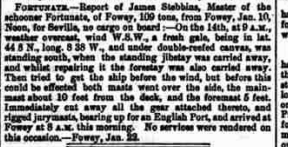 FORTUNATE.—Report of James Stebbins, Master of the
schooner Fortunate, of Fowey, 109 tons, from Fowey, Jan. 10,
Noon, for Seville, no cargo on board:—On the 14th, at 9 A.M.,
weather overcast, wind W.S.W., a fresh gale, being in lat.
44 8 N., long. 8 38 W., and under double-reefed canvas, was
standing south, when the standing jibstay was carried away,
and whilst repairing it the forestay was also carried away.
Then tried to get the ship before the wind, but before this
could be effected both masts went over the side, the main-
mast about 10 feet from the deck, and the foremast 5 feet.
Immediately cut away all the gear attached thereto, and
rigged jurymasts, bearing up for an English Port, and arrived at
Fowey at 8 A.M. this morning. No services were rendered on
this occasion.—Fowey, Jan. 22.